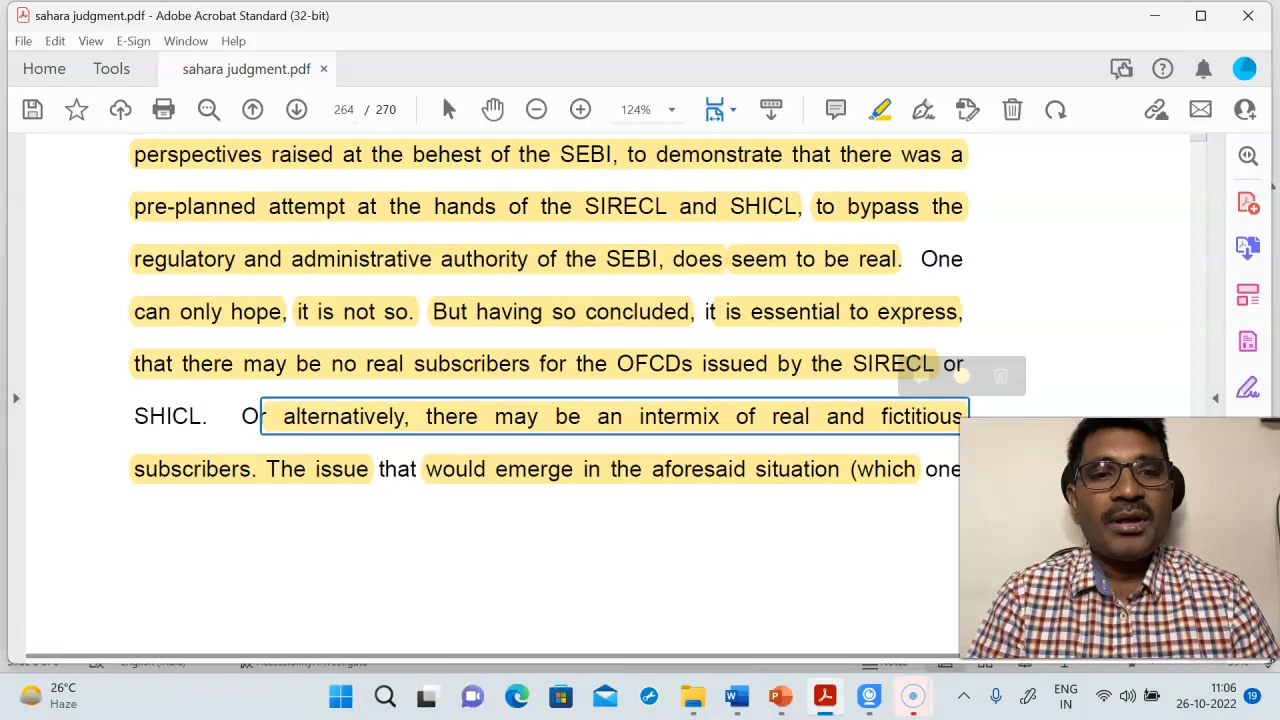 sahara judgment.pdf - Adobe Acrobat Standard (32-bit)
File Edit View E-Sign Window Help
Home Tools sahara judgment.pdf ×
264 / 270 124%
perspectives raised at the behest of the SEBI, to demonstrate that there was a
pre-planned attempt at the hands of the SIRECL and SHICL, to bypass the
regulatory and administrative authority of the SEBI, does seem to be real. One
can only hope, it is not so. But having so concluded, it is essential to express,
that there may be no real subscribers for the OFCDs issued by the SIRECL or
SHICL. Or alternatively, there may be an intermix of real and fictitious
subscribers. The issue that would emerge in the aforesaid situation (which one
26°C
Haze
ENG
IN
11:06
26-10-2022
19